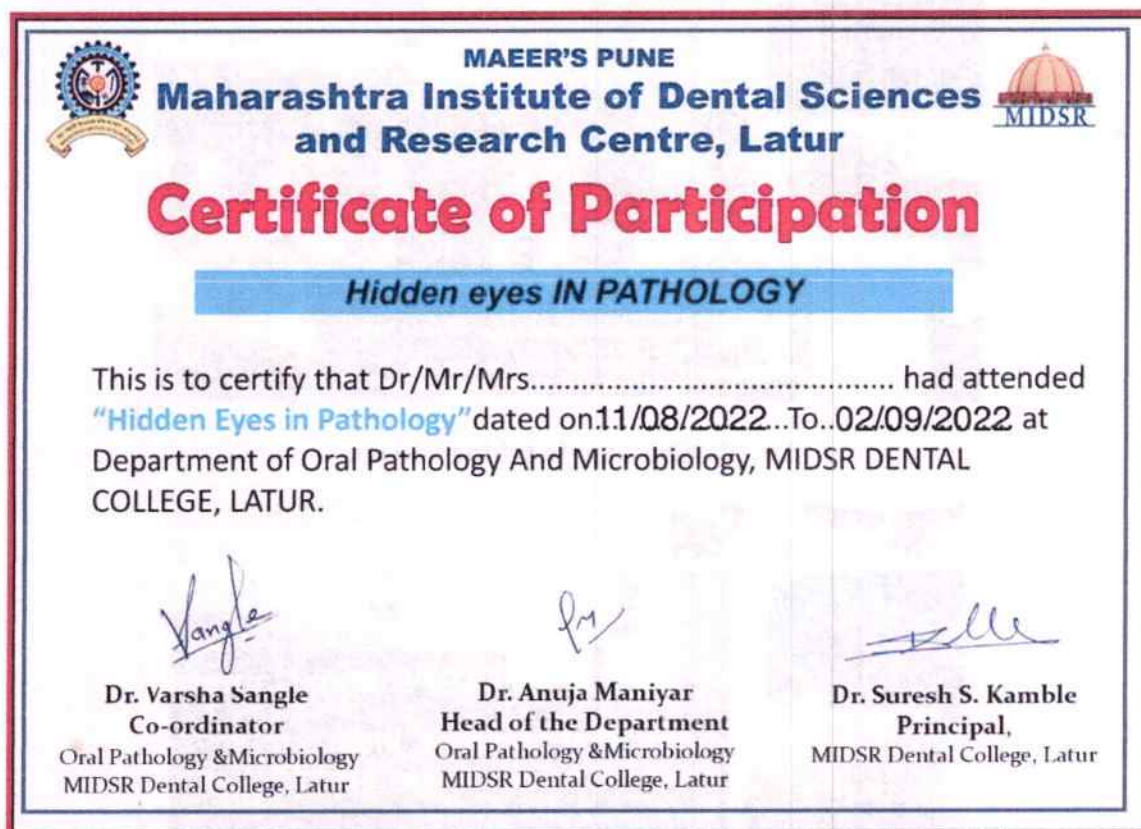 MAEER'S PUNE
Maharashtra Institute of Dental Sciences
and Research Centre, Latur
MIDSR
Certificate of Participation
Hidden eyes IN PATHOLOGY
This is to certify that Dr/Mr/Mrs.......................................... had attended
"Hidden Eyes in Pathology"dated on.11/08/2022...To..02/09/2022 at
Department of Oral Pathology And Microbiology, MIDSR DENTAL
COLLEGE, LATUR.
Sangle
Dr. Varsha Sangle
Co-ordinator
Oral Pathology &Microbiology
MIDSR Dental College, Latur
Dr. Anuja Maniyar
Head of the Department
Oral Pathology &Microbiology
MIDSR Dental College, Latur
Dr. Suresh S. Kamble
Principal,
MIDSR Dental College, Latur